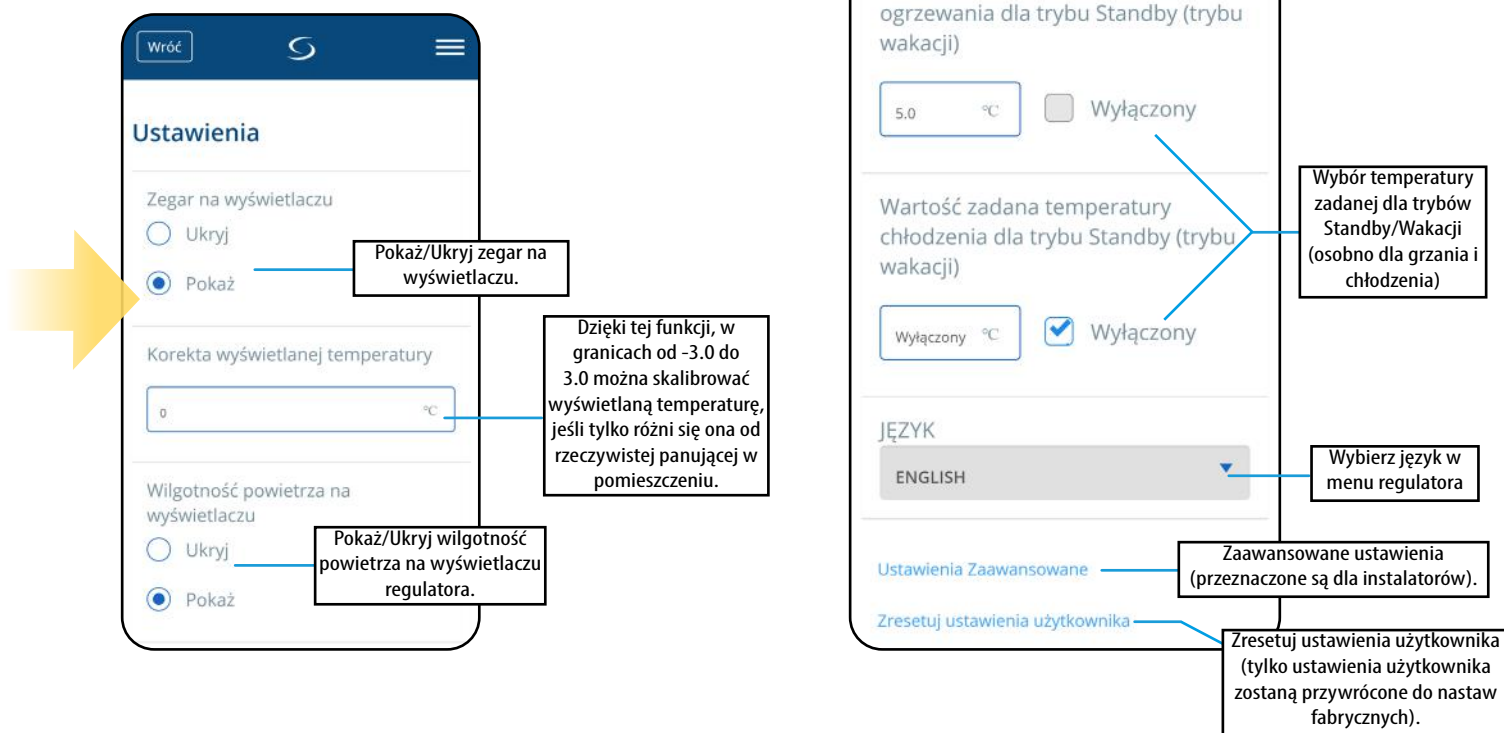 Wróć
Ustawienia
Zegar na wyświetlaczu
Ukryj
Pokaż
Pokaż/Ukryj zegar na
wyświetlaczu.
Korekta wyświetlanej temperatury
0 °C
Dzięki tej funkcji, w
granicach od -3.0 do
3.0 można skalibrować
wyświetlaną temperaturę,
jeśli tylko różni się ona od
rzeczywistej panującej w
pomieszczeniu.
Wilgotność powietrza na
wyświetlaczu
Ukryj
Pokaż
Pokaż/Ukryj wilgotność
powietrza na wyświetlaczu
regulatora.
ogrzewania dla trybu Standby (trybu
wakacji)
5.0 °C Wyłączony
Wartość zadana temperatury
chłodzenia dla trybu Standby (trybu
wakacji)
Wyłączony °C Wyłączony
Wybór temperatury
zadanej dla trybów
Standby/Wakacji
(osobno dla grzania i
chłodzenia)
JĘZYK
ENGLISH
Wybierz język w
menu regulatora
Ustawienia Zaawansowane
Zaawansowane ustawienia
(przeznaczone są dla instalatorów).
Zresetuj ustawienia użytkownika
Zresetuj ustawienia użytkownika
(tylko ustawienia użytkownika
zostaną przywrócone do nastaw
fabrycznych).